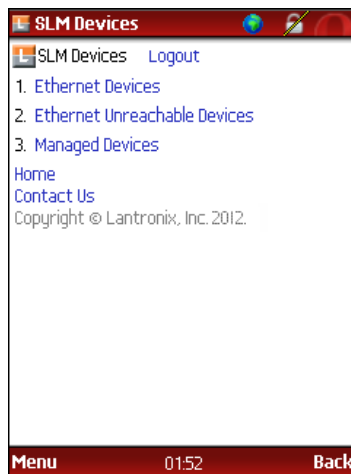 SLM Devices
SLM Devices Logout
1. Ethernet Devices
2. Ethernet Unreachable Devices
3. Managed Devices
Home
Contact Us
Copyright © Lantronix, Inc. 2012.
Menu 01:52 Back